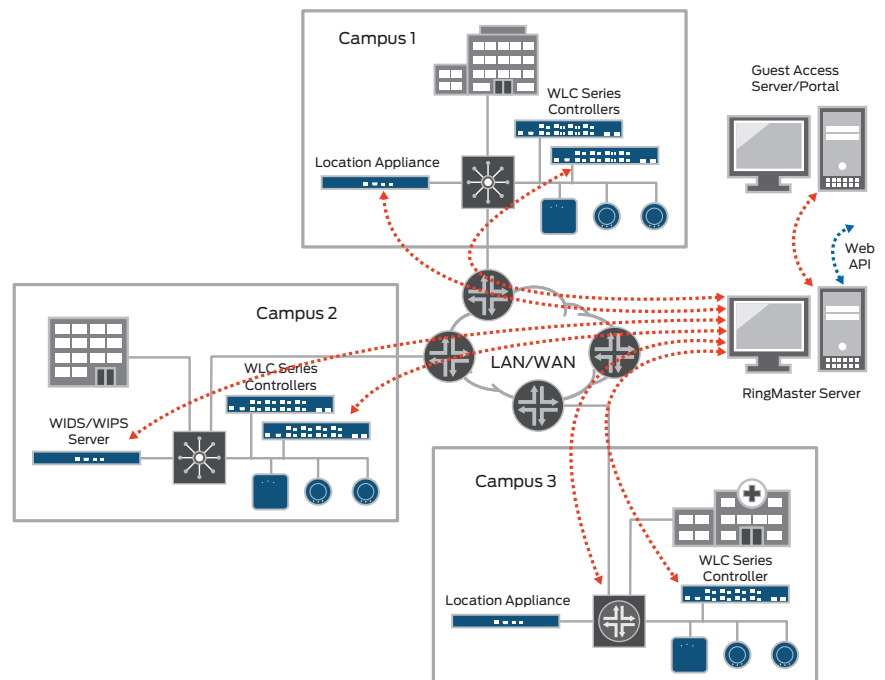 Campus 1
WLC Series
Controllers
Location Appliance
Guest Access
Server/Portal
Web
API
RingMaster Server
Campus 2
WLC Series
Controllers
WIDS/WIPS
Server
LAN/WAN
Campus 3
WLC Series
Controller
Location Appliance